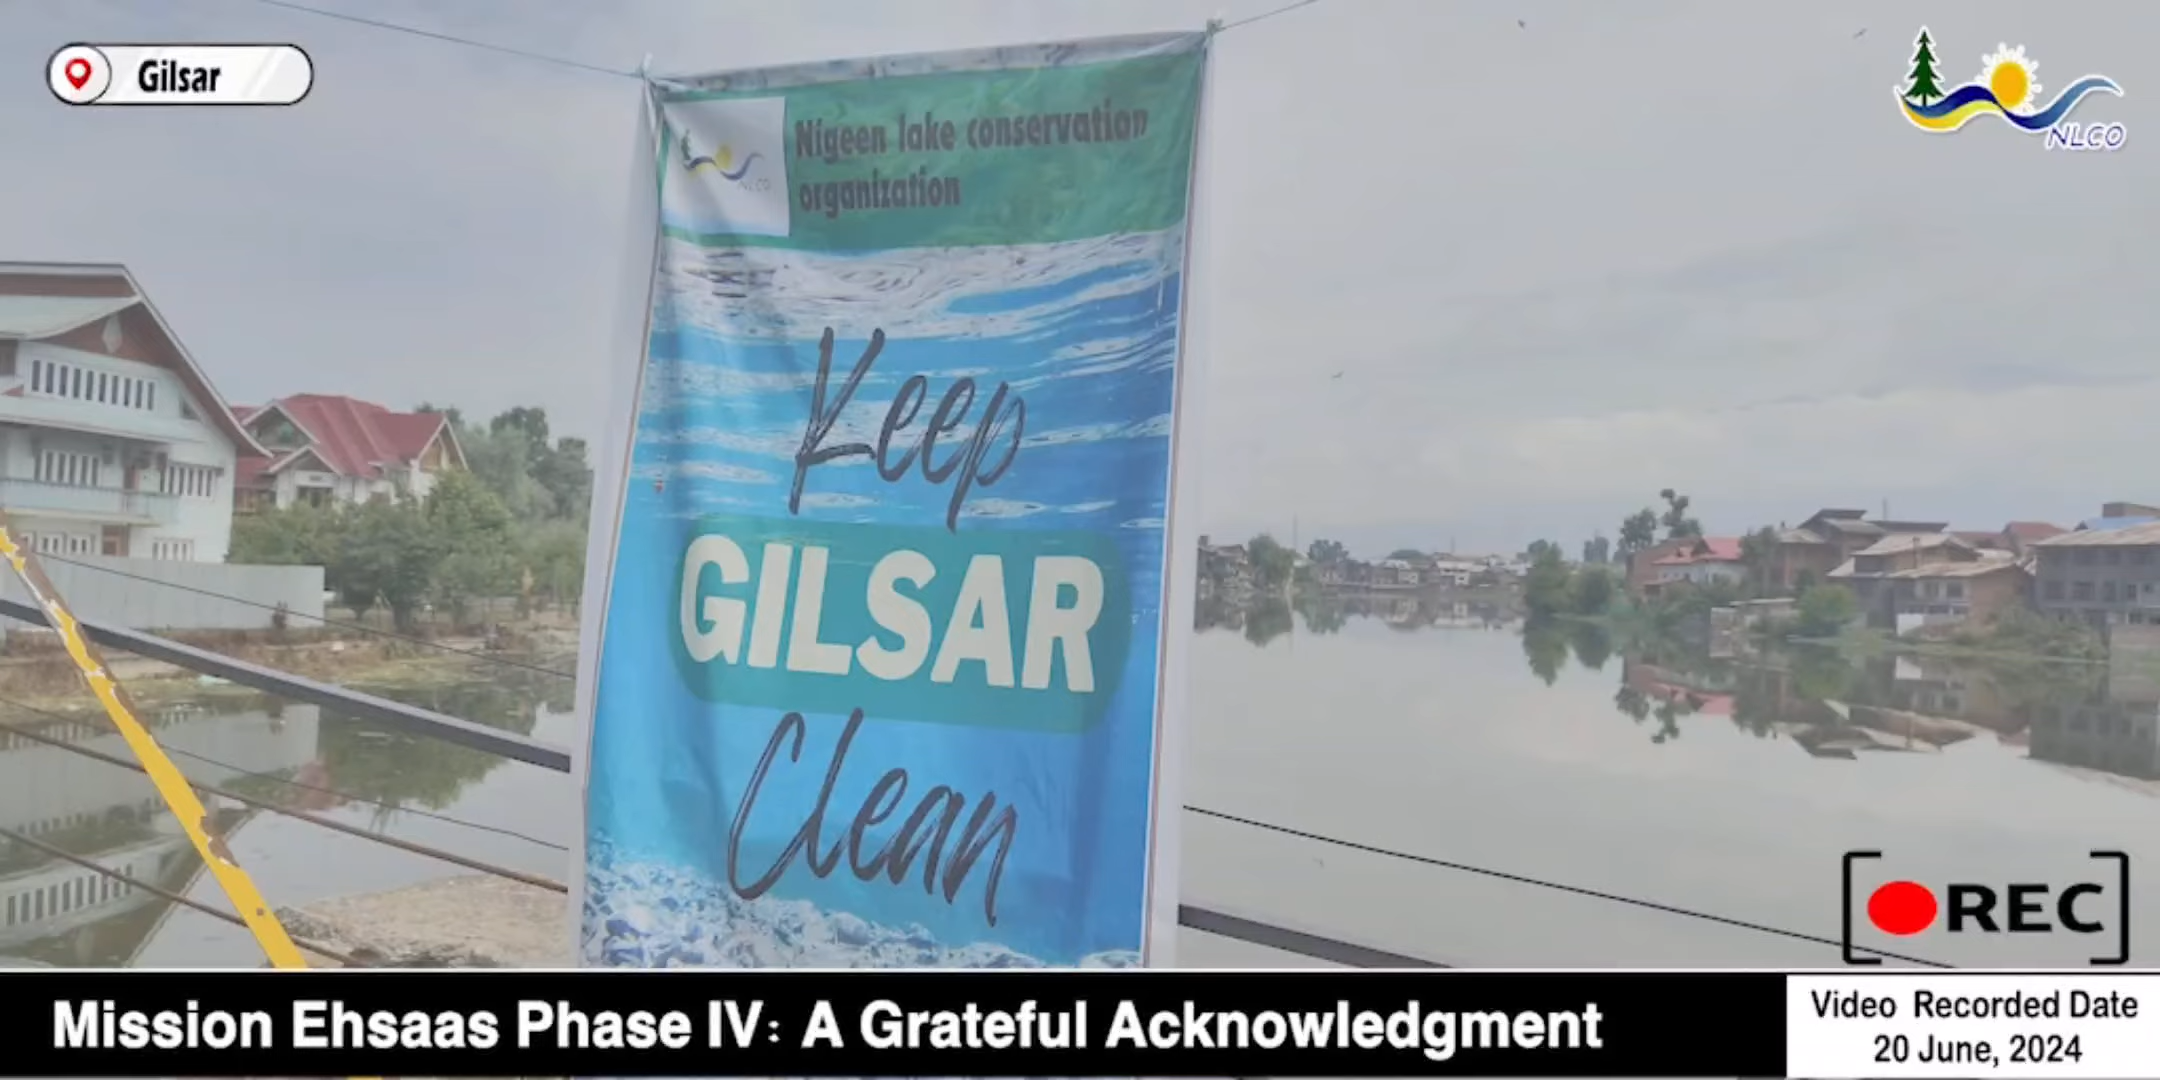 Gilsar
NLCO
Nigeen lake conservation
organization
NLCO
Keep
GILSAR
Clean
REC
Mission Ehsaas Phase IV: A Grateful Acknowledgment
Video Recorded Date
20 June, 2024